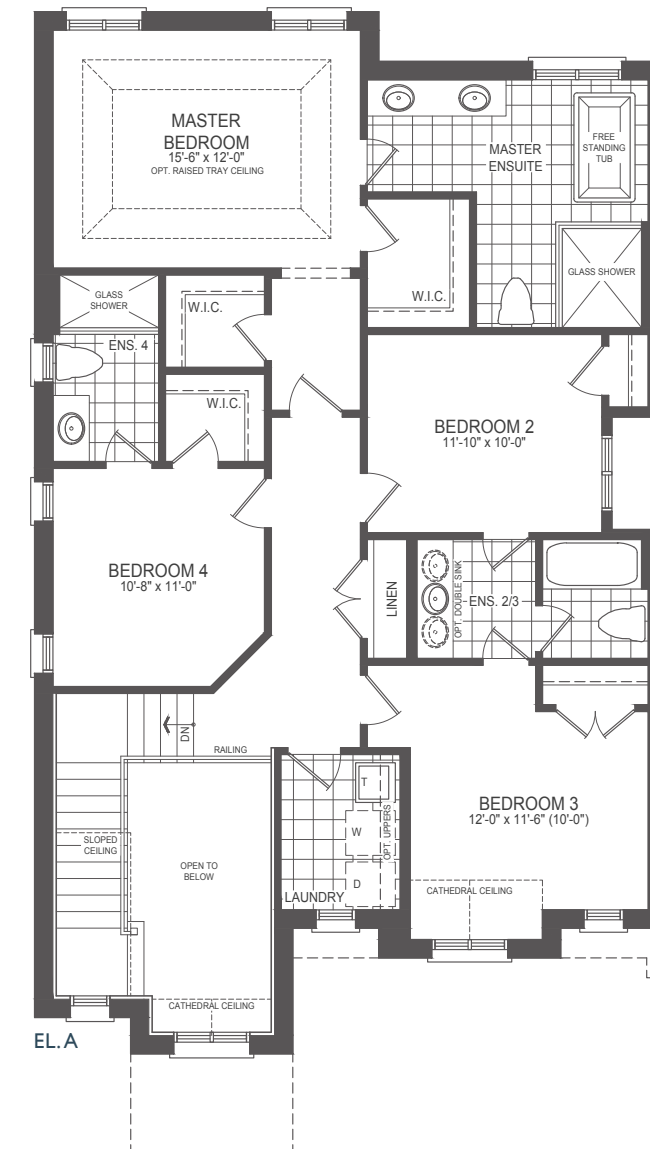 MASTER
BEDROOM
15'-6" x 12'-0"
OPT. RAISED TRAY CEILING
MASTER
ENSUITE
FREE
STANDING
TUB
GLASS SHOWER
W.I.C.
GLASS
SHOWER
W.I.C.
ENS. 4
W.I.C.
BEDROOM 2
11'-10" x 10'-0"
BEDROOM 4
10'-8" x 11'-0"
LINEN
OPT. DOUBLE SINK
ENS. 2/3
DN
RAILING
SLOPED
CEILING
OPEN TO
BELOW
T
W
D
OPT. UPPERS
LAUNDRY
BEDROOM 3
12'-0" x 11'-6" (10'-0")
CATHEDRAL CEILING
CATHEDRAL CEILING
EL. A